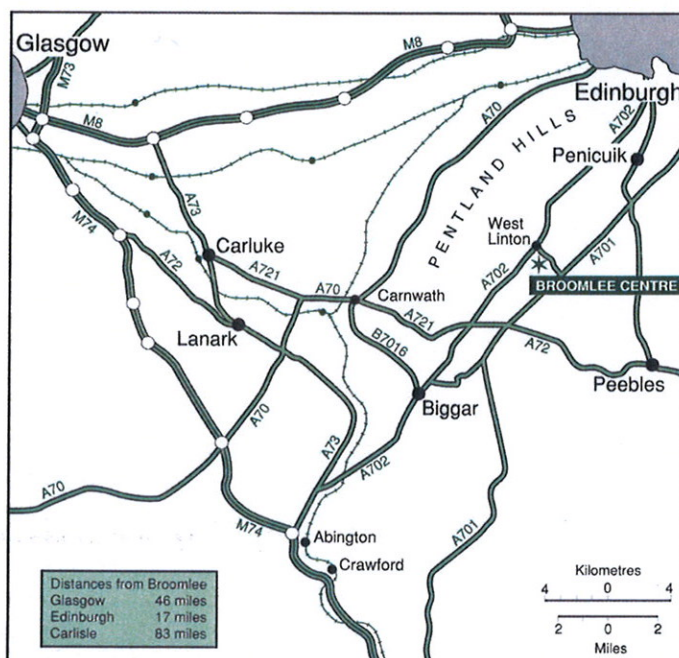 Glasgow
M73
M8
M8
Edinburgh
A70
A702
PENTLAND HILLS
Penicuik
M74
A73
West
Linton
A701
Carluke
A72
A721
A702
BROOMLEE CENTRE
A70
Carnwath
A721
Lanark
B7016
A72
Peebles
Biggar
A70
A73
A702
A70
A701
M74
Abington
Crawford
Distances from Broomlee
Glasgow 46 miles
Edinburgh 17 miles
Carlisle 83 miles
Kilometres
4 0 4
2 0 2
Miles